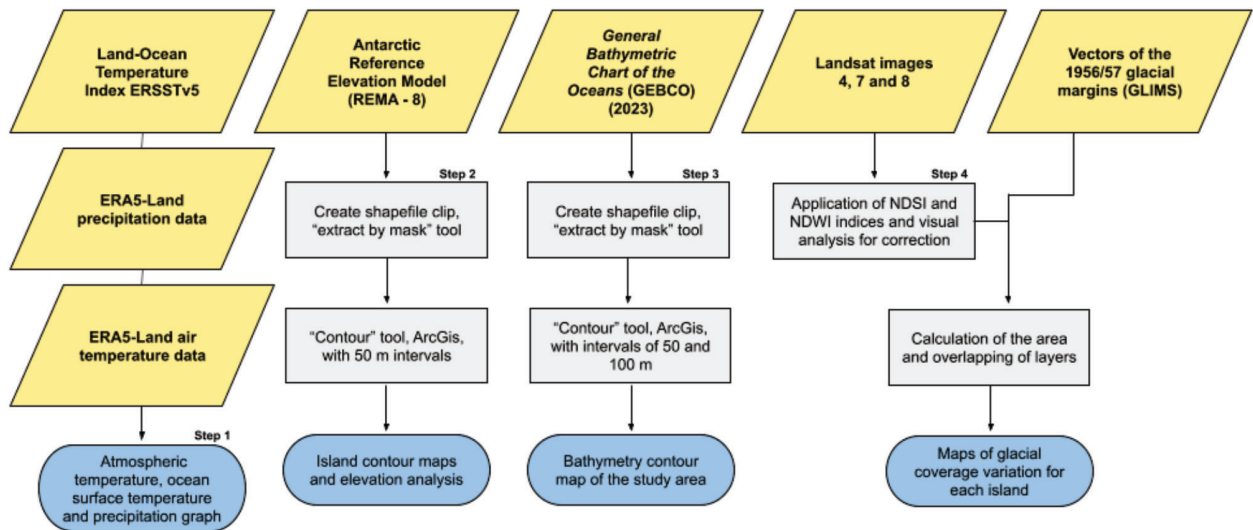 Land-Ocean
Temperature
Index ERSSTv5
ERA5-Land
precipitation data
ERA5-Land air
temperature data
Step 1
Atmospheric
temperature, ocean
surface temperature
and precipitation graph
Antarctic
Reference
Elevation Model
(REMA - 8)
Step 2
Create shapefile clip,
“extract by mask” tool
“Contour” tool, ArcGis,
with 50 m intervals
Island contour maps
and elevation analysis
General
Bathymetric
Chart of the
Oceans (GEBCO)
(2023)
Step 3
Create shapefile clip,
“extract by mask” tool
“Contour” tool, ArcGis,
with intervals of 50 and
100 m
Bathymetry contour
map of the study area
Landsat images
4, 7 and 8
Step 4
Application of NDSI and
NDWI indices and visual
analysis for correction
Vectors of the
1956/57 glacial
margins (GLIMS)
Calculation of the area
and overlapping of layers
Maps of glacial
coverage variation for
each island